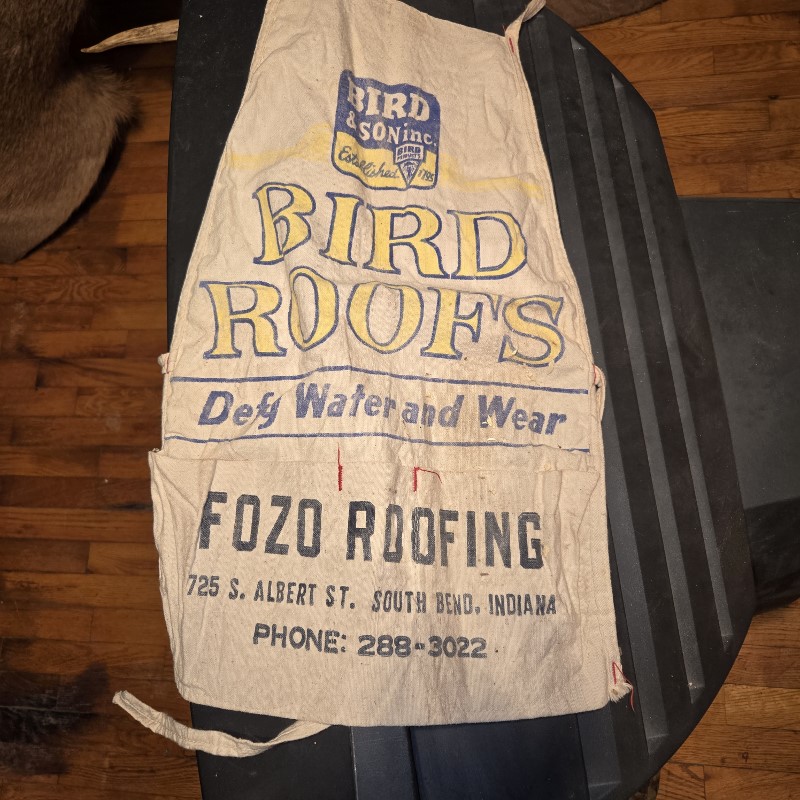 BIRD
& SON inc.
BIRD
Established 1795
BIRD
ROOFS
Defy Water and Wear
FOZO ROOFING
725 S. ALBERT ST. SOUTH BEND, INDIANA
PHONE: 288-3022